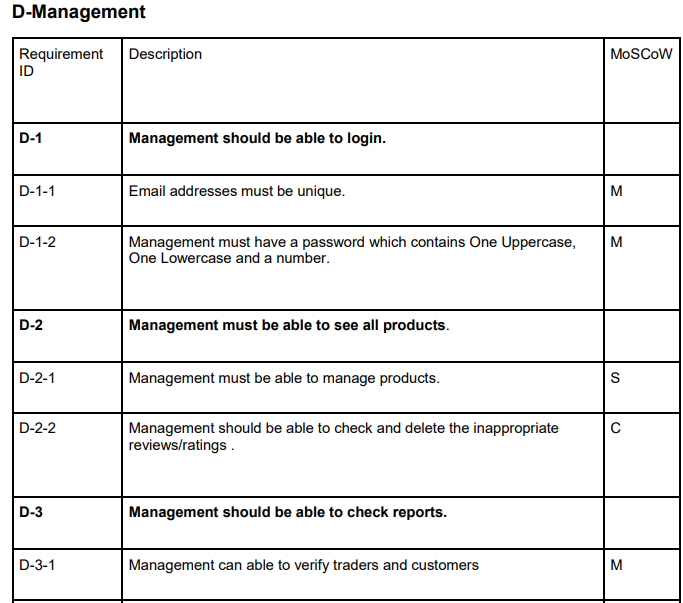 D-Management
Requirement
ID
Description
MoSCoW
D-1
Management should be able to login.
D-1-1
Email addresses must be unique.
M
D-1-2
Management must have a password which contains One Uppercase,
One Lowercase and a number.
M
D-2
Management must be able to see all products.
D-2-1
Management must be able to manage products.
S
D-2-2
Management should be able to check and delete the inappropriate
reviews/ratings .
C
D-3
Management should be able to check reports.
D-3-1
Management can able to verify traders and customers
M